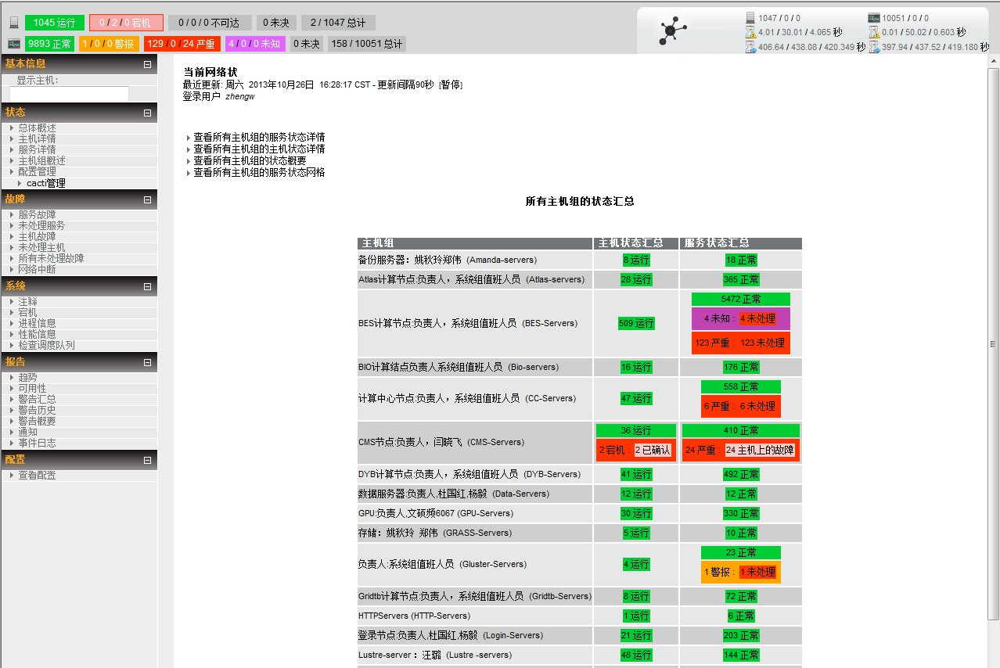 1045 运行 0 / 2 / 0 宕机 0 / 0 / 0 不可达 0 未决 2 / 1047 总计
9893 正常 1 / 0 / 0 警报 129 / 0 / 24 严重 4 / 0 / 0 未知 0 未决 158 / 10051 总计
1047 / 0 / 0 10051 / 0 / 0
4.01 / 30.01 / 4.065 秒 0.01 / 50.02 / 0.603 秒
406.64 / 438.08 / 420.349 秒 397.94 / 437.52 / 419.180 秒
基本信息
显示主机:
状态
总体概述
主机详情
服务详情
主机组概述
配置管理
cacti管理
故障
服务故障
未处理服务
主机故障
未处理主机
所有未处理故障
网络中断
系统
注释
宕机
进程信息
性能信息
检查调度队列
报告
趋势
可用性
警告汇总
警告历史
警告概要
通知
事件日志
配置
查看配置
当前网络状
最近更新: 周六 2013年10月26日 16:28:17 CST - 更新间隔90秒 [暂停]
登录用户 zhengw
查看所有主机组的服务状态详情
查看所有主机组的主机状态详情
查看所有主机组的状态概要
查看所有主机组的服务状态网格
所有主机组的状态汇总
主机组 主机状态汇总 服务状态汇总
备份服务器：姚秋玲郑伟 (Amanda-servers) 8 运行 18 正常
Atlas计算节点:负责人，系统组值班人员 (Atlas-servers) 28 运行 365 正常
BES计算节点:负责人，系统组值班人员 (BES-Servers) 509 运行 5472 正常
4 未知 : 4 未处理
123 严重 : 123 未处理
BIO计算结点负责人系统组值班人员 (Bio-servers) 16 运行 176 正常
计算中心节点:负责人，系统组值班人员 (CC-Servers) 47 运行 558 正常
6 严重 : 6 未处理
CMS节点:负责人，闫晓飞 (CMS-Servers) 36 运行 410 正常
2 宕机 : 2 已确认 24 严重 : 24 主机上的故障
DYB计算节点:负责人，系统组值班人员 (DYB-Servers) 41 运行 492 正常
数据服务器:负责人,杜国红,杨毅 (Data-Servers) 12 运行 12 正常
GPU:负责人,文硕频6067 (GPU-Servers) 30 运行 330 正常
存储：姚秋玲 郑伟 (GRASS-Servers) 5 运行 10 正常
负责人:系统组值班人员 (Gluster-Servers) 4 运行 23 正常
1 警报 : 1 未处理
Gridtb计算节点:负责人，系统组值班人员 (Gridtb-Servers) 8 运行 72 正常
HTTPServers (HTTP-Servers) 1 运行 6 正常
登录节点:负责人,杜国红,杨毅 (Login-Servers) 21 运行 203 正常
Lustre-server：汪璐 (Lustre -servers) 48 运行 144 正常